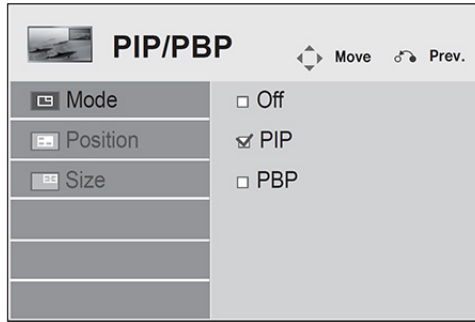 PIP/PBP
Move Prev.
Mode
Position
Size
Off
PIP
PBP